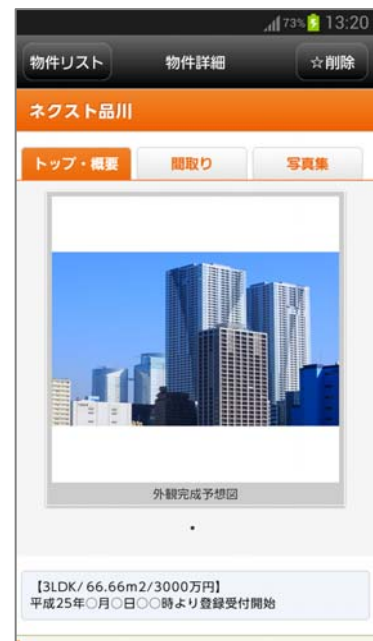 73% 13:20
物件リスト 物件詳細 ☆削除
ネクスト品川
トップ・概要 間取り 写真集
外観完成予想図
【3LDK/ 66.66m2/3000万円】
平成25年○月○日○○時より登録受付開始